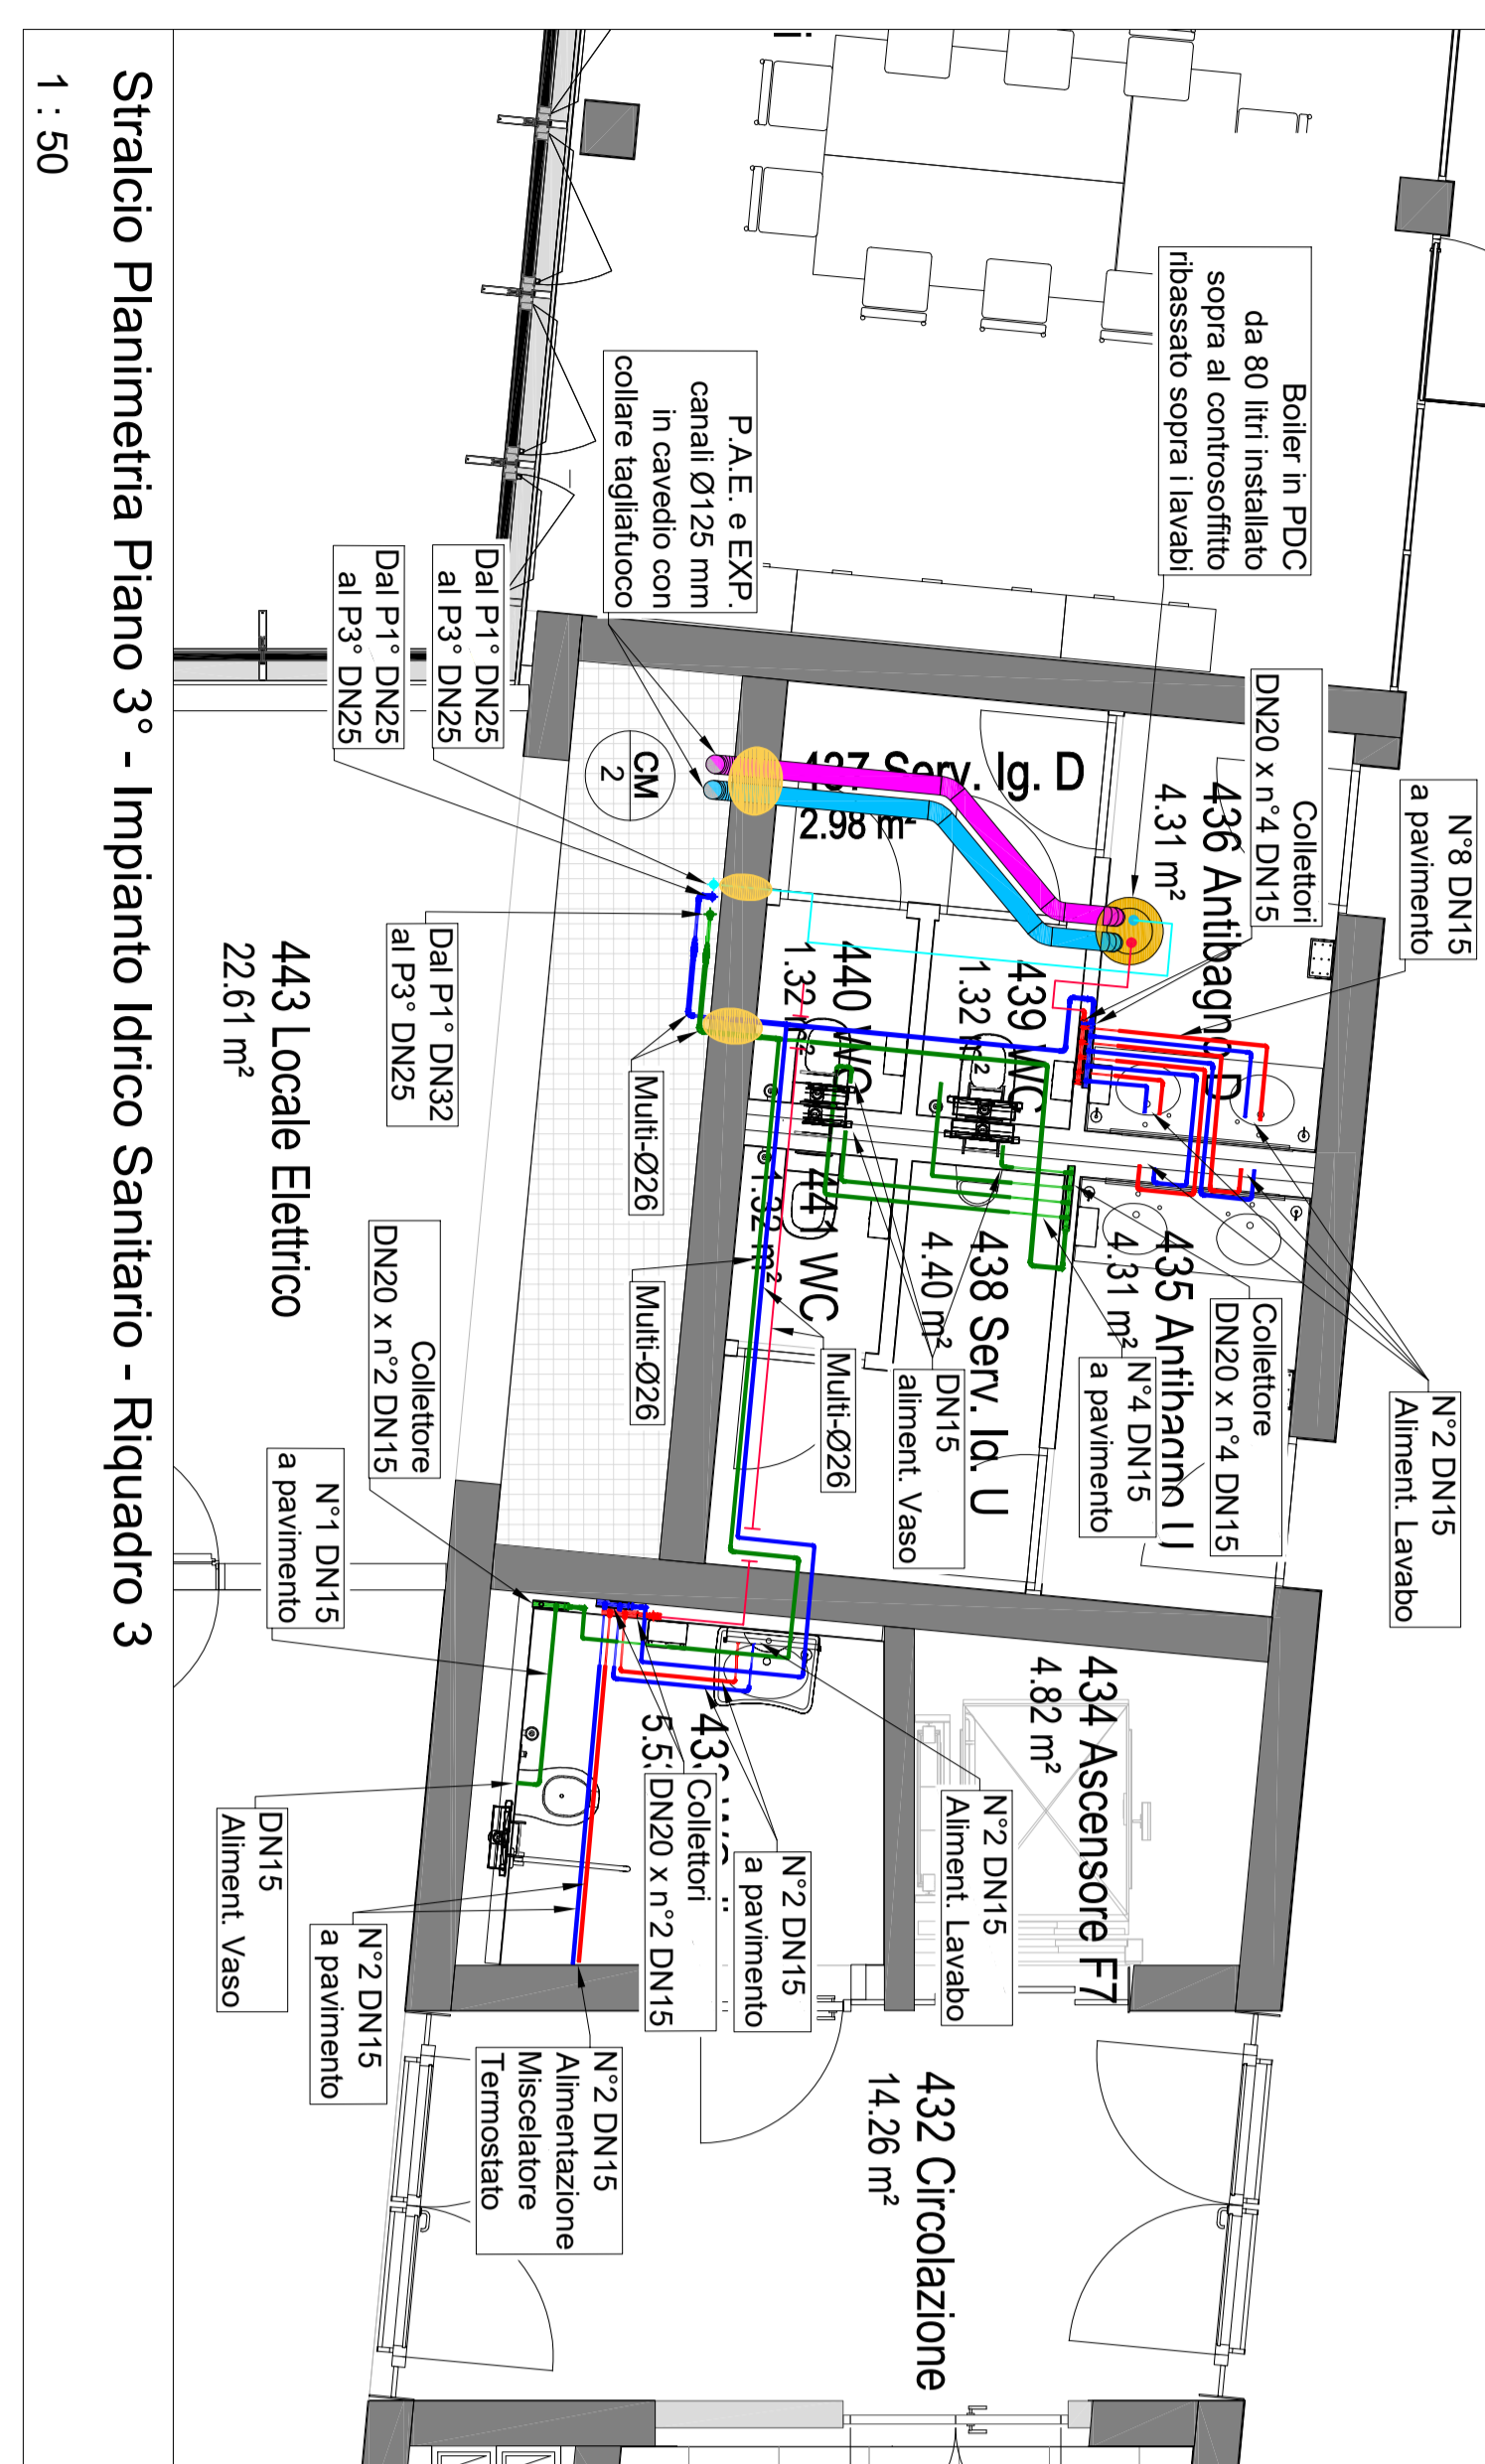 Boiler in PDC
da 80 litri installato
sopra al controsoffitto
ribassato sopra i lavabi
P.A.E. e EXP.
canali Ø125 mm
in cavedio con
collare tagliafuoco
Dal P1° DN25
al P3° DN25
Dal P1° DN25
al P3° DN25
Collettori
DN20 x n°4 DN15
N°8 DN15
a pavimento
Serv. Ig. D
2.98 m²
436 Antibagno D
4.31 m²
CM
2
439 WC
1.32 m²
440 WC
1.32 m²
Dal P1° DN32
al P3° DN25
443 Locale Elettrico
22.61 m²
Multi-Ø26
Multi-Ø26
Multi-Ø26
441 WC
1.32 m²
438 Serv. Id. U
4.40 m²
435 Antibagno U
4.31 m²
N°2 DN15
Aliment. Lavabo
Collettore
DN20 x n°4 DN15
N°4 DN15
a pavimento
DN15
aliment. Vaso
Collettore
DN20 x n°2 DN15
N°1 DN15
a pavimento
434 Ascensore F7
4.82 m²
N°2 DN15
Aliment. Lavabo
N°2 DN15
a pavimento
Collettori
DN20 x n°2 DN15
DN15
Aliment. Vaso
N°2 DN15
a pavimento
N°2 DN15
Alimentazione
Miscelatore
Termostato
432 Circolazione
14.26 m²
Stralcio Planimetria Piano 3° - Impianto Idrico Sanitario - Riquadro 3
1 : 50